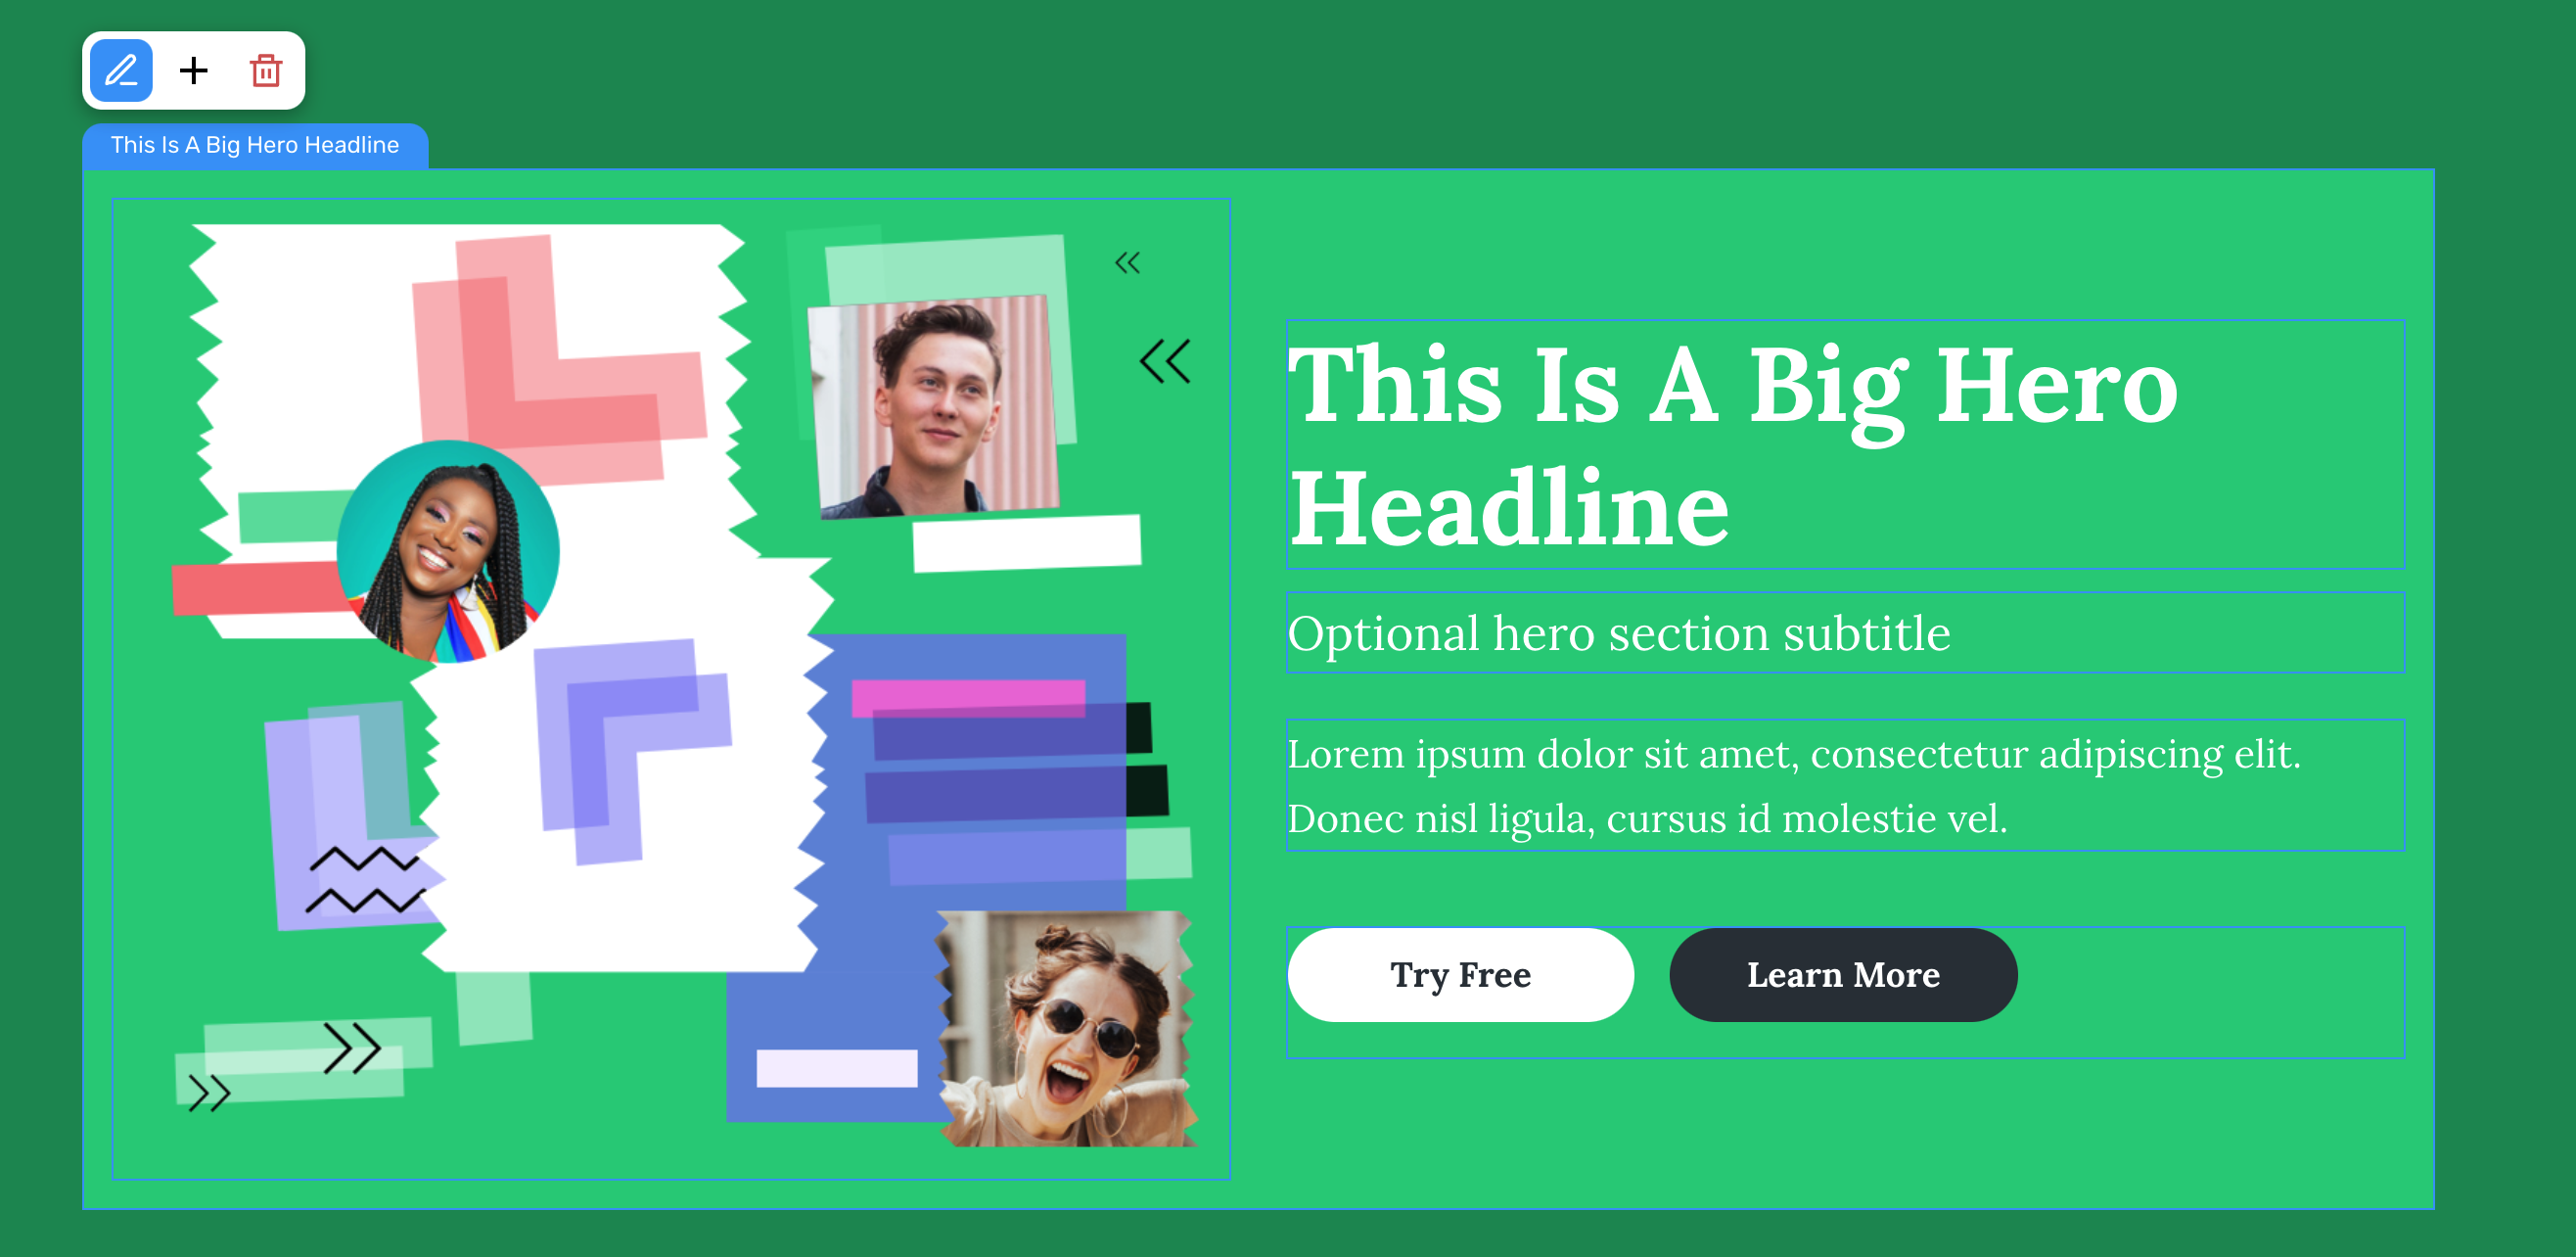 This Is A Big Hero Headline
This Is A Big Hero
Headline
Optional hero section subtitle
Lorem ipsum dolor sit amet, consectetur adipiscing elit.
Donec nisl ligula, cursus id molestie vel.
Try Free
Learn More